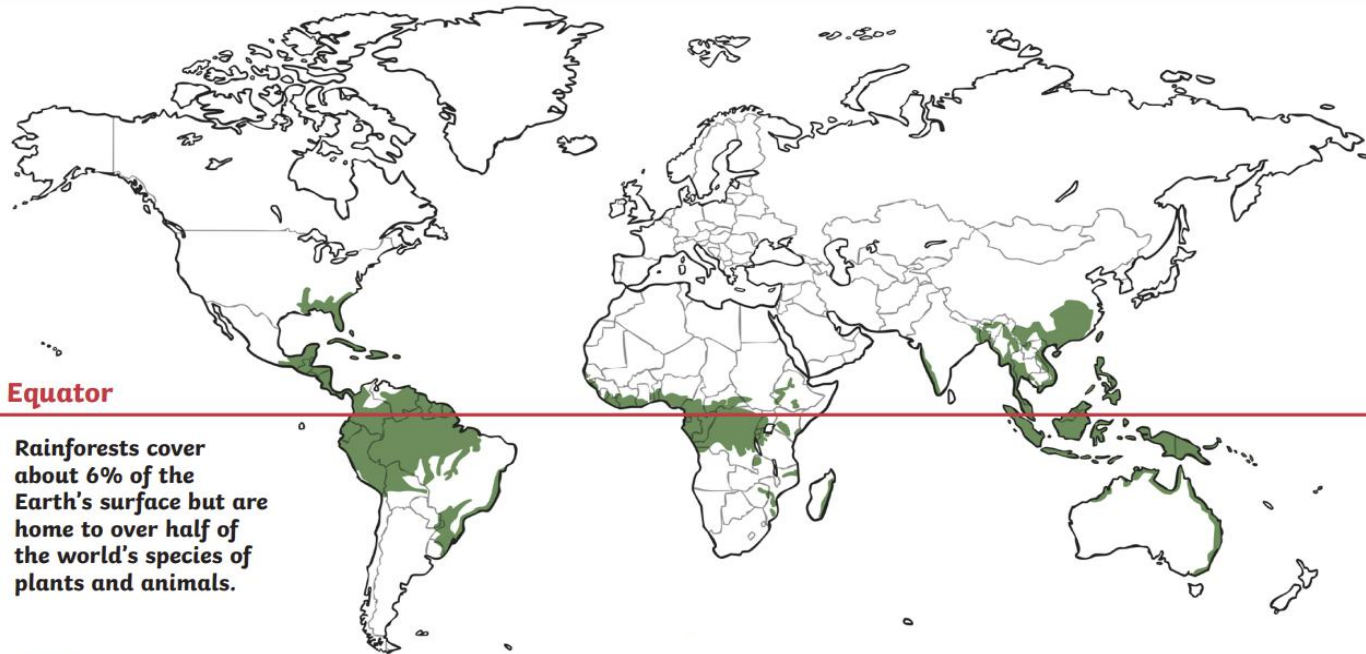 Equator
Rainforests cover
about 6% of the
Earth's surface but are
home to over half of
the world's species of
plants and animals.